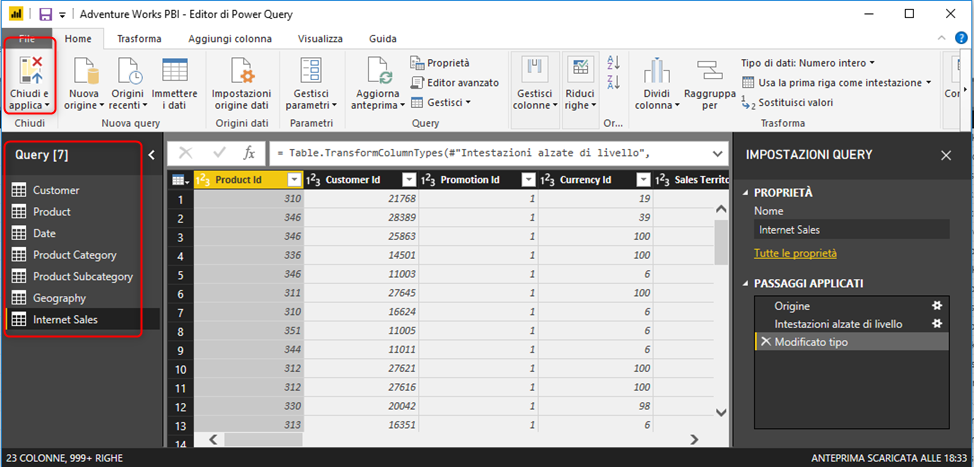 Adventure Works PBI - Editor di Power Query
File Home Trasforma Aggiungi colonna Visualizza Guida
Chiudi e applica
Nuova origine
Origini recenti
Immettere i dati
Impostazioni origine dati
Gestisci parametri
Aggiorna anteprima
Proprietà
Editor avanzato
Gestisci
Gestisci colonne
Riduci righe
A Z
Z A
Dividi colonna
Raggruppa per
Tipo di dati: Numero intero
Usa la prima riga come intestazione
1 2 Sostituisci valori
Chiudi Nuova query Origini dati Parametri Query Or... Trasforma
Query [7]
Customer
Product
Date
Product Category
Product Subcategory
Geography
Internet Sales
fx = Table.TransformColumnTypes(#"Intestazioni alzate di livello",
123 Product Id 123 Customer Id 123 Promotion Id 123 Currency Id 123 Sales Territo
1 310 21768 1 19
2 346 28389 1 39
3 346 25863 1 100
4 336 14501 1 100
5 346 11003 1 6
6 311 27645 1 100
7 310 16624 1 6
8 351 11005 1 6
9 344 11011 1 6
10 312 27621 1 100
11 312 27616 1 100
12 330 20042 1 98
13 313 16351 1 6
14
IMPOSTAZIONI QUERY
PROPRIETÀ
Nome
Internet Sales
Tutte le proprietà
PASSAGGI APPLICATI
Origine
Intestazioni alzate di livello
Modificato tipo
23 COLONNE, 999+ RIGHE
ANTEPRIMA SCARICATA ALLE 18:33